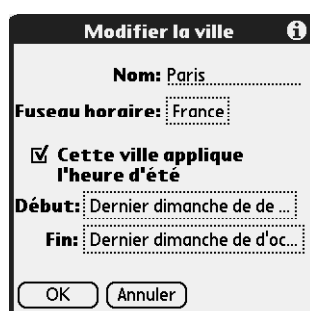 Modifier la ville
Nom: Paris
Fuseau horaire: France
Cette ville applique
l'heure d'été
Début: Dernier dimanche de de ...
Fin: Dernier dimanche de d'oc...
OK Annuler